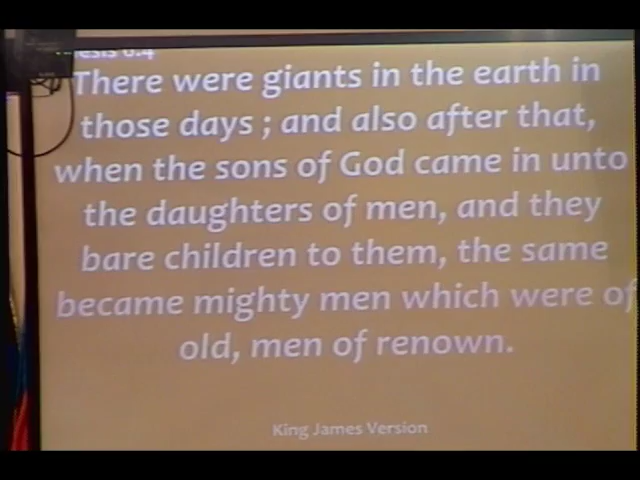 6:4
There were giants in the earth in
those days ; and also after that,
when the sons of God came in unto
the daughters of men, and they
bare children to them, the same
became mighty men which were of
old, men of renown.
King James Version